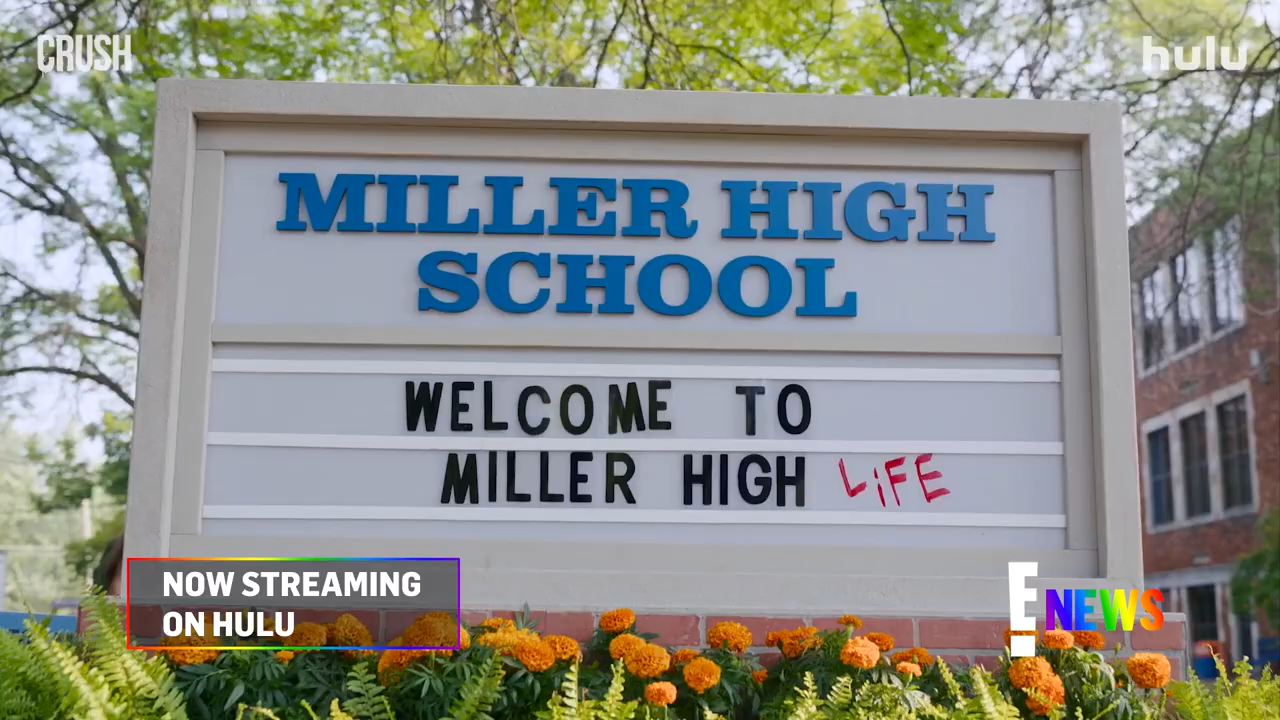 CRUSH
hulu
MILLER HIGH
SCHOOL
WELCOME TO
MILLER HIGH LiFE
NOW STREAMING
ON HULU
E NEWS